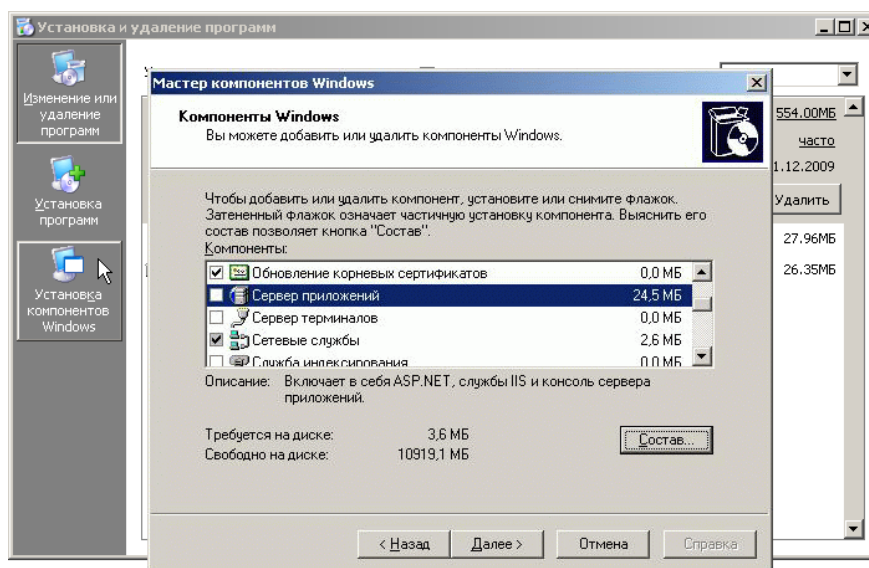 Установка и удаление программ
Изменение или
удаление
программ
Установка
программ
Установка
компонентов
Windows
554.00МБ
часто
1.12.2009
Удалить
27.96МБ
26.35МБ
Мастер компонентов Windows
Компоненты Windows
Вы можете добавить или удалить компоненты Windows.
Чтобы добавить или удалить компонент, установите или снимите флажок.
Затененный флажок означает частичную установку компонента. Выяснить его
состав позволяет кнопка "Состав".
Компоненты:
Обновление корневых сертификатов 0,0 МБ
Сервер приложений 24,5 МБ
Сервер терминалов 0,0 МБ
Сетевые службы 2,6 МБ
Служба индексирования 0,0 МБ
Описание: Включает в себя ASP.NET, службы IIS и консоль сервера
приложений.
Требуется на диске: 3,6 МБ
Свободно на диске: 10919,1 МБ
Состав...
< Назад Далее > Отмена Справка